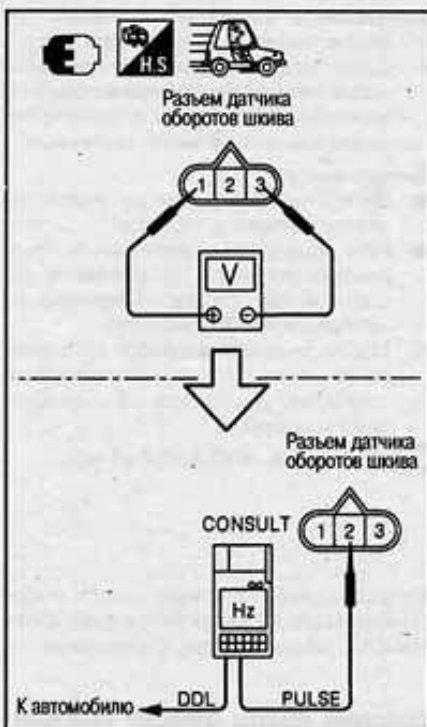 H.S
Разъем датчика
оборотов шкива
1 2 3
V
+ −
Разъем датчика
оборотов шкива
CONSULT
1 2 3
Hz
К автомобилю DDL PULSE